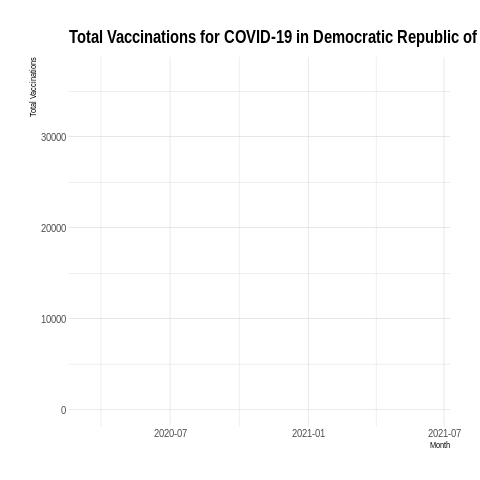 Total Vaccinations for COVID-19 in Democratic Republic of
Total Vaccinations
30000
20000
10000
0
2020-07 2021-01 2021-07
Month